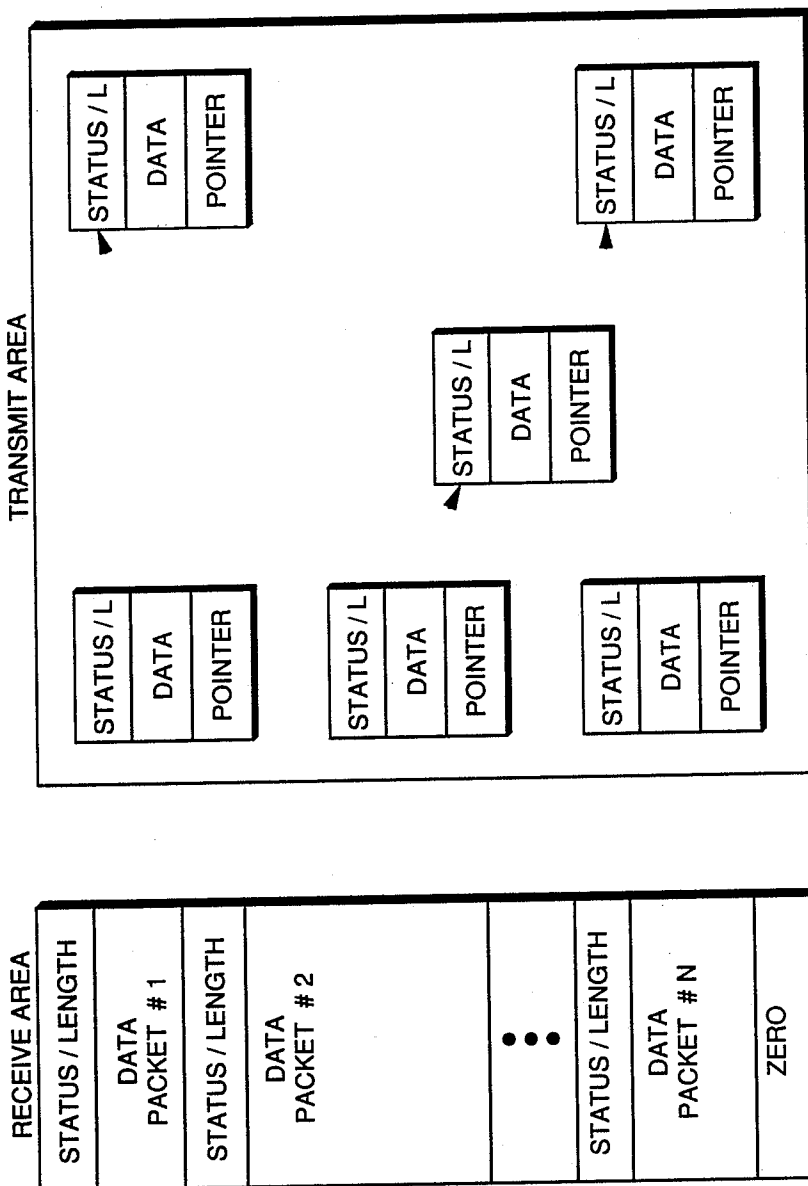 RECEIVE AREA
STATUS / LENGTH
DATA
PACKET # 1
STATUS / LENGTH
DATA
PACKET # 2
•••
STATUS / LENGTH
DATA
PACKET # N
ZERO
TRANSMIT AREA
STATUS / L
DATA
POINTER
STATUS / L
DATA
POINTER
STATUS / L
DATA
POINTER
STATUS / L
DATA
POINTER
STATUS / L
DATA
POINTER
STATUS / L
DATA
POINTER